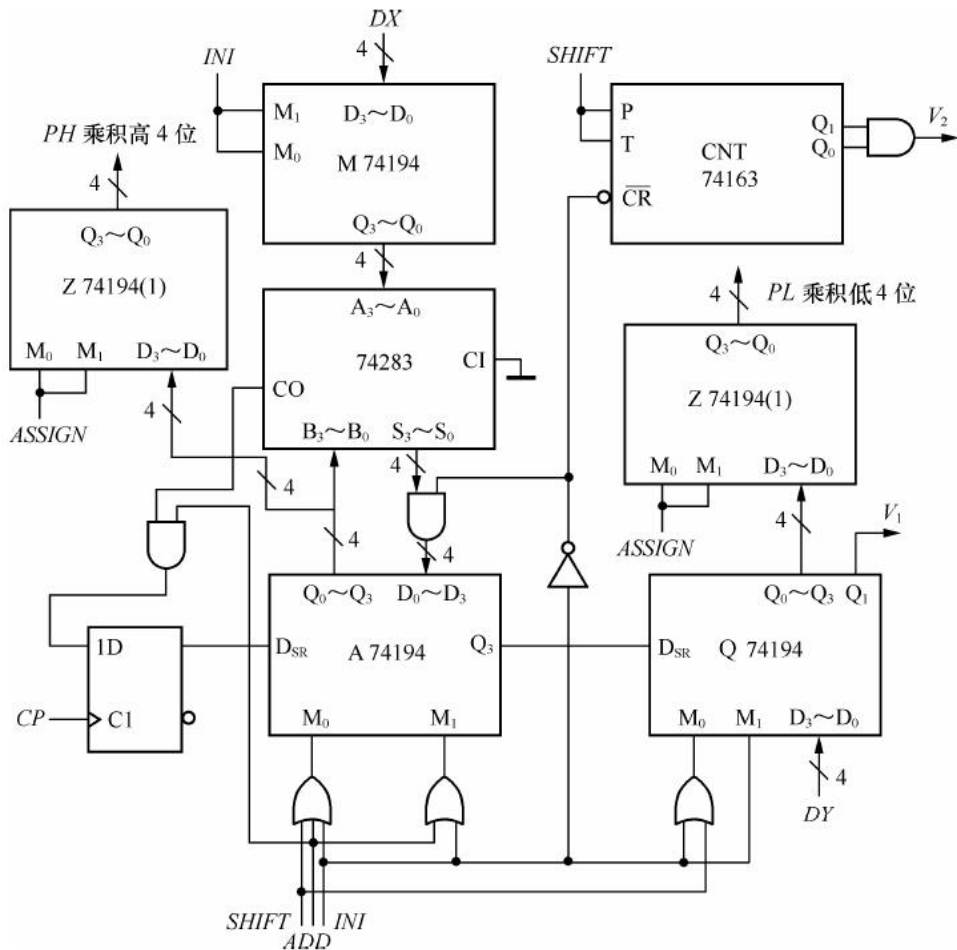 DX
4
INI
M₁
M₀
D₃～D₀
M 74194
Q₃～Q₀
4
SHIFT
P
T
CNT
74163
CR
Q₁
Q₀
V₂
PH 乘积高 4 位
4
Q₃～Q₀
Z 74194(1)
M₀
M₁
D₃～D₀
ASSIGN
4
4
4
A₃～A₀
74283
CI
CO
B₃～B₀
S₃～S₀
4
4
4
PL 乘积低 4 位
Q₃～Q₀
Z 74194(1)
M₀
M₁
D₃～D₀
ASSIGN
4
V₁
1D
CP
C1
Q₀～Q₃
D₀～D₃
D_SR
A 74194
Q₃
M₀
M₁
Q₀～Q₃
Q₁
D_SR
Q 74194
M₀
M₁
D₃～D₀
4
DY
SHIFT
ADD
INI